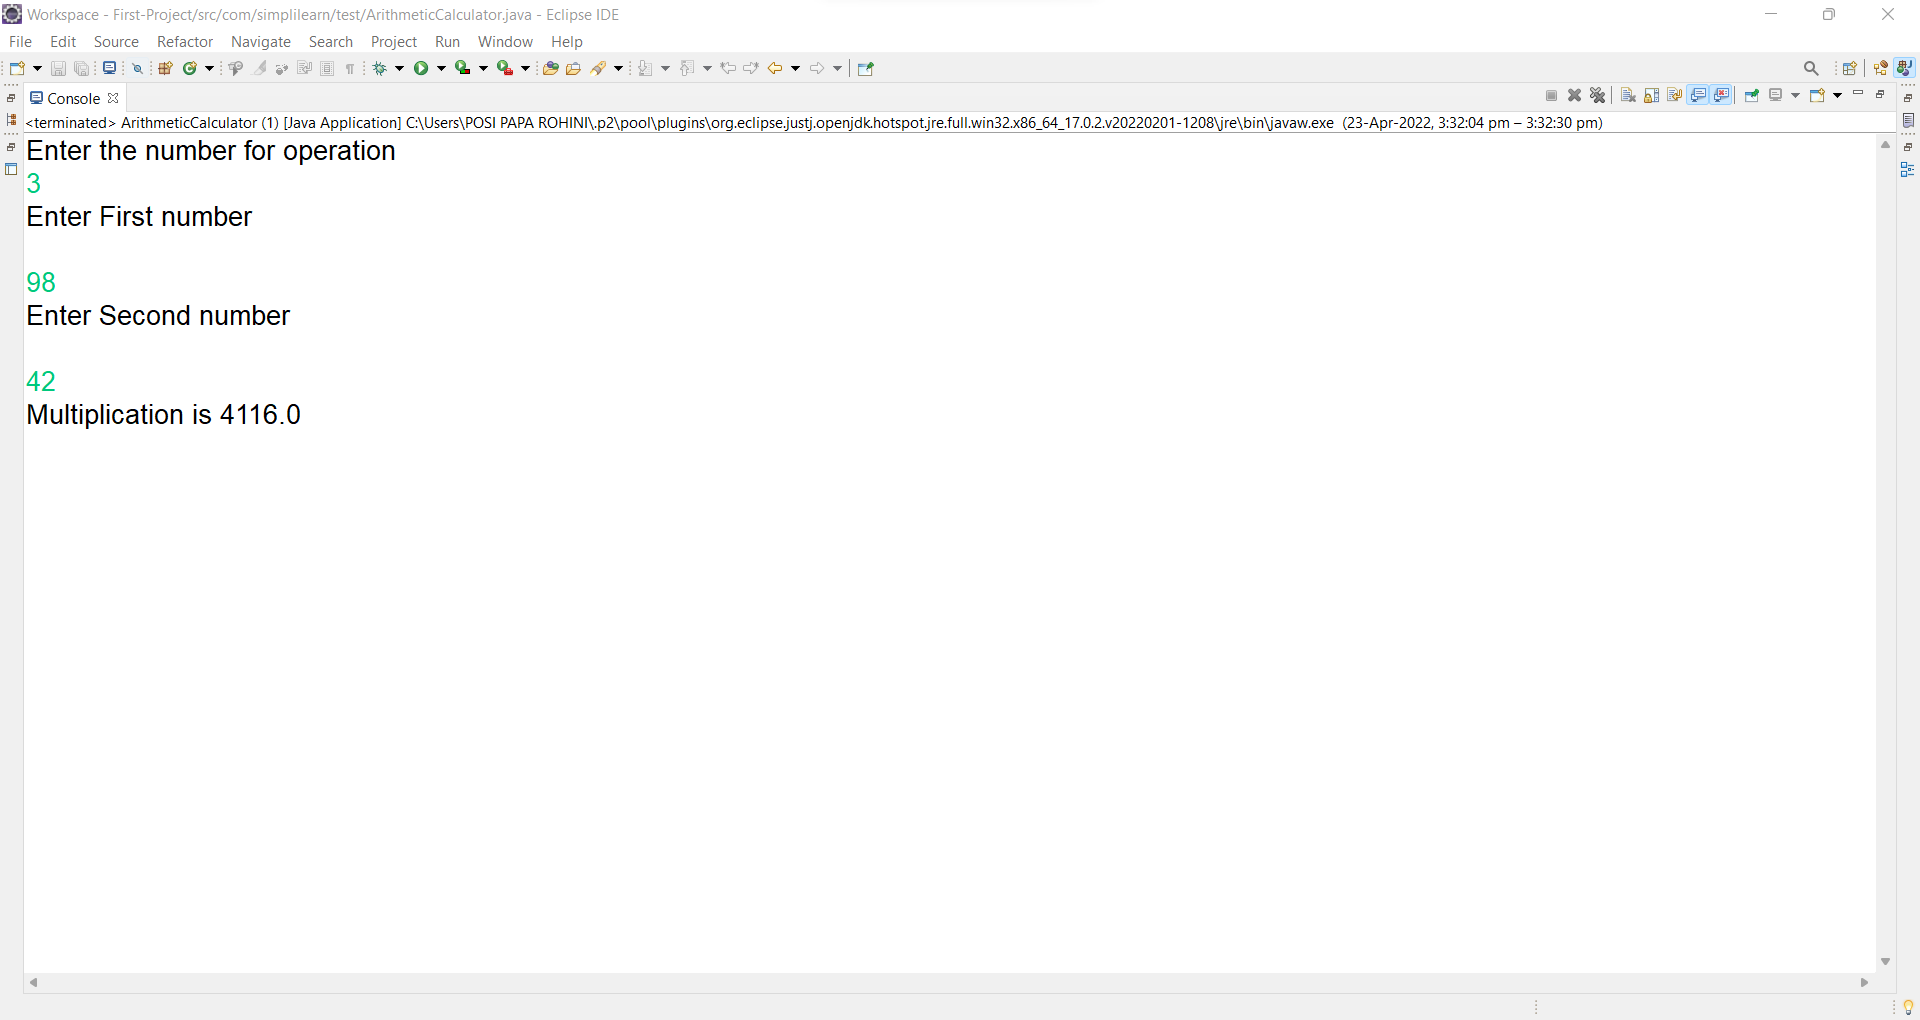 Workspace - First-Project/src/com/simplilearn/test/ArithmeticCalculator.java - Eclipse IDE
File Edit Source Refactor Navigate Search Project Run Window Help
Console
<terminated> ArithmeticCalculator (1) [Java Application] C:\Users\POSI PAPA ROHINI\.p2\pool\plugins\org.eclipse.justj.openjdk.hotspot.jre.full.win32.x86_64_17.0.2.v20220201-1208\jre\bin\javaw.exe (23-Apr-2022, 3:32:04 pm – 3:32:30 pm)
Enter the number for operation
3
Enter First number
98
Enter Second number
42
Multiplication is 4116.0